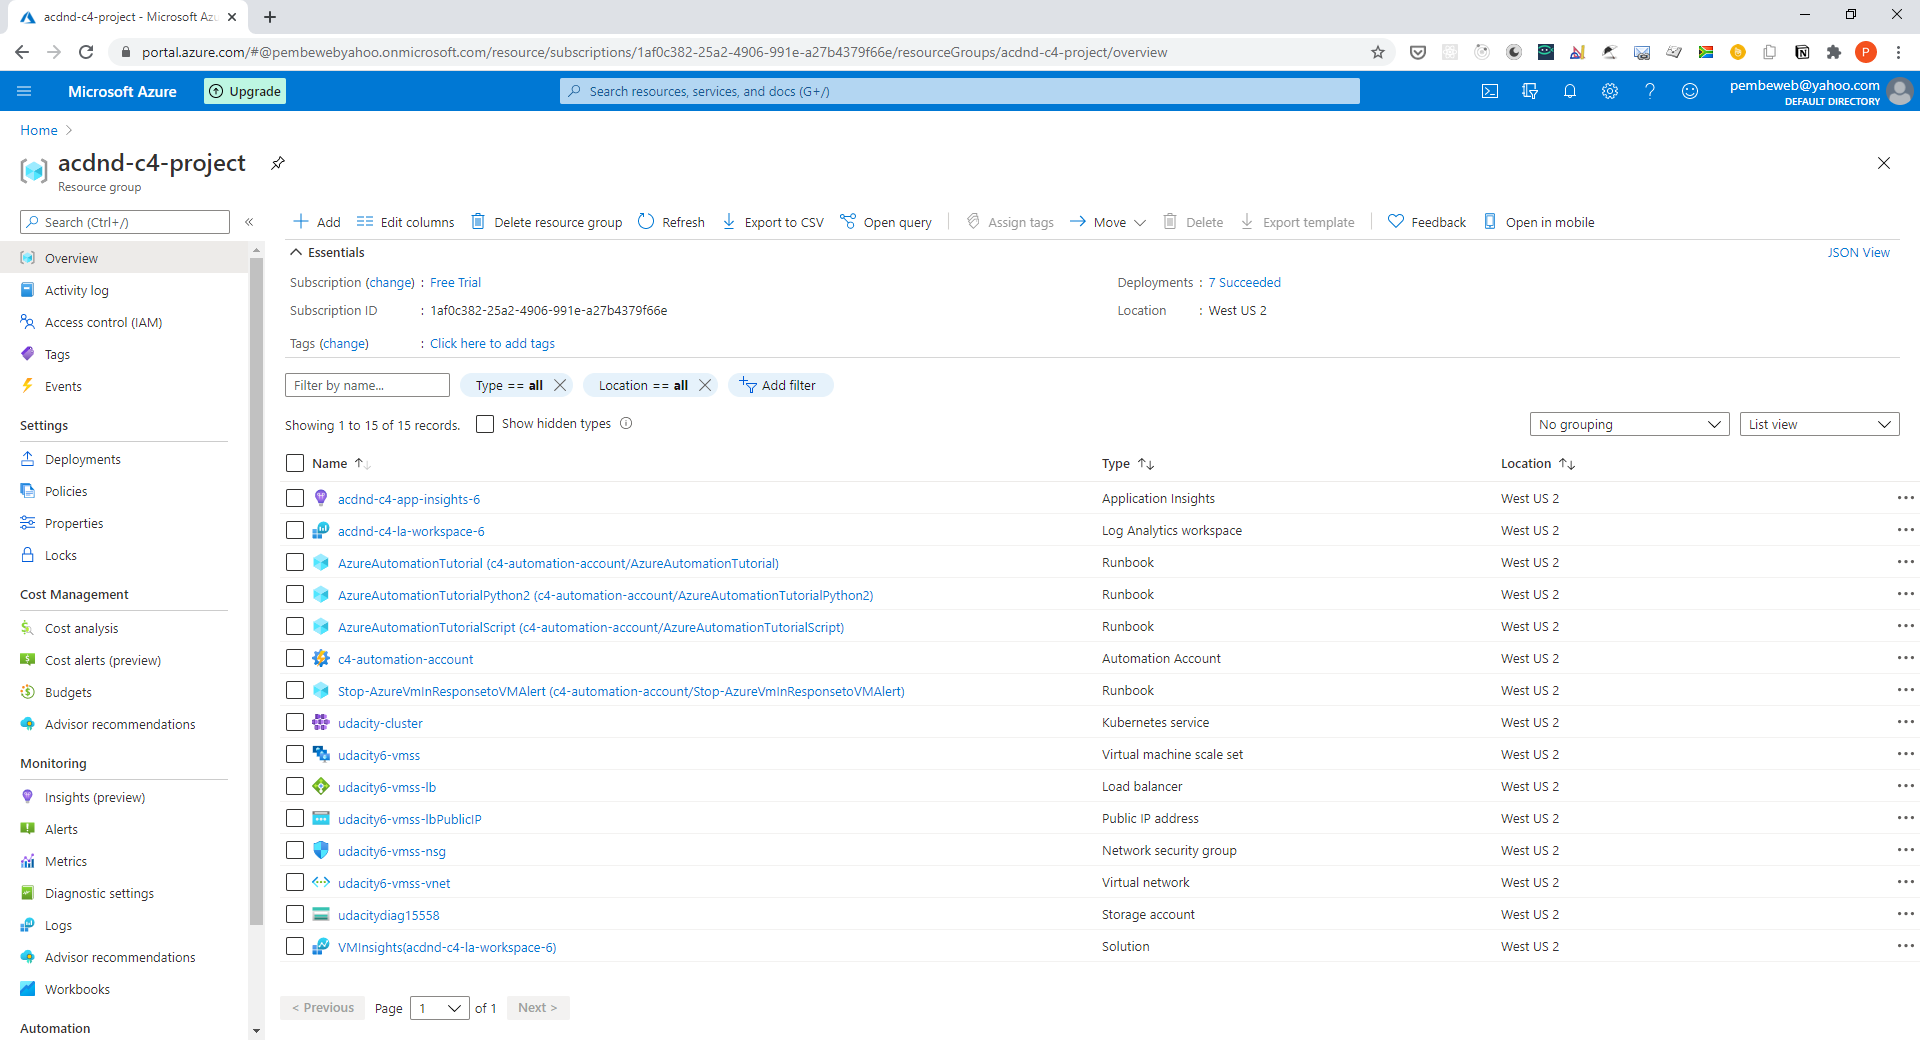 acdnd-c4-project - Microsoft Azu
portal.azure.com/#@pembewebyahoo.onmicrosoft.com/resource/subscriptions/1af0c382-25a2-4906-991e-a27b4379f66e/resourceGroups/acdnd-c4-project/overview
P
Microsoft Azure
Upgrade
Search resources, services, and docs (G+/)
pembeweb@yahoo.com
DEFAULT DIRECTORY
Home
acdnd-c4-project
Resource group
Search (Ctrl+/)
Overview
Activity log
Access control (IAM)
Tags
Events
Settings
Deployments
Policies
Properties
Locks
Cost Management
Cost analysis
Cost alerts (preview)
Budgets
Advisor recommendations
Monitoring
Insights (preview)
Alerts
Metrics
Diagnostic settings
Logs
Advisor recommendations
Workbooks
Automation
Add Edit columns Delete resource group Refresh Export to CSV Open query Assign tags Move Delete Export template Feedback Open in mobile
Essentials JSON View
Subscription (change) : Free Trial Deployments : 7 Succeeded
Subscription ID : 1af0c382-25a2-4906-991e-a27b4379f66e Location : West US 2
Tags (change) : Click here to add tags
Filter by name... Type == all Location == all Add filter
Showing 1 to 15 of 15 records. Show hidden types No grouping List view
Name Type Location
acdnd-c4-app-insights-6 Application Insights West US 2
acdnd-c4-la-workspace-6 Log Analytics workspace West US 2
AzureAutomationTutorial (c4-automation-account/AzureAutomationTutorial) Runbook West US 2
AzureAutomationTutorialPython2 (c4-automation-account/AzureAutomationTutorialPython2) Runbook West US 2
AzureAutomationTutorialScript (c4-automation-account/AzureAutomationTutorialScript) Runbook West US 2
c4-automation-account Automation Account West US 2
Stop-AzureVmInResponsetoVMAlert (c4-automation-account/Stop-AzureVmInResponsetoVMAlert) Runbook West US 2
udacity-cluster Kubernetes service West US 2
udacity6-vmss Virtual machine scale set West US 2
udacity6-vmss-lb Load balancer West US 2
udacity6-vmss-lbPublicIP Public IP address West US 2
udacity6-vmss-nsg Network security group West US 2
udacity6-vmss-vnet Virtual network West US 2
udacitydiag15558 Storage account West US 2
VMInsights(acdnd-c4-la-workspace-6) Solution West US 2
< Previous Page 1 of 1 Next >